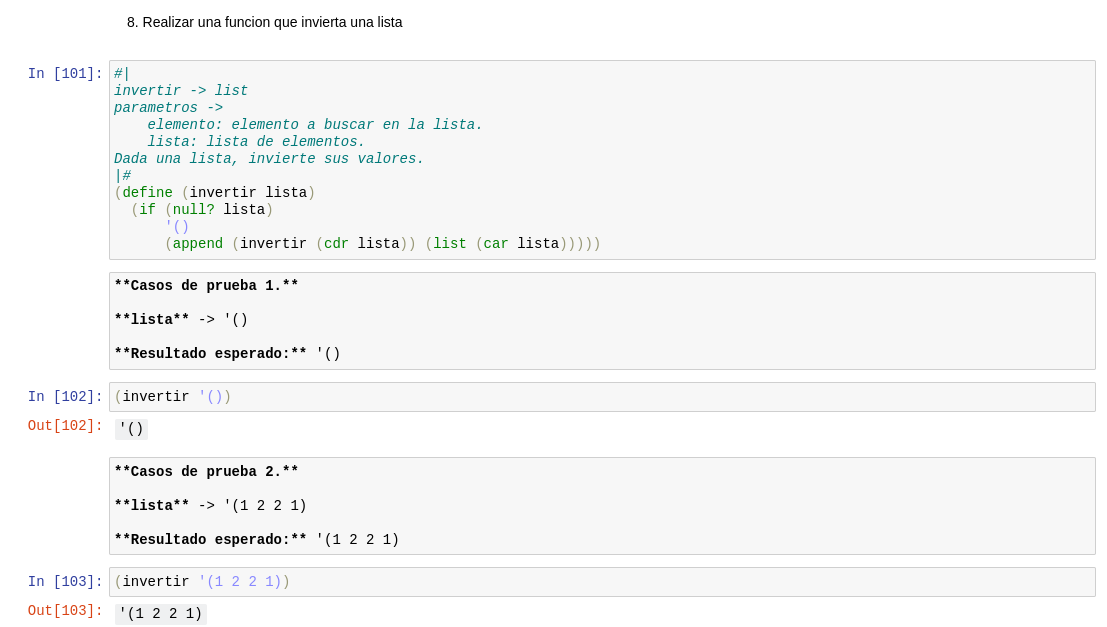 8. Realizar una funcion que invierta una lista
In [101]:
#|
invertir -> list
parametros ->
    elemento: elemento a buscar en la lista.
    lista: lista de elementos.
Dada una lista, invierte sus valores.
|#
(define (invertir lista)
  (if (null? lista)
      '()
      (append (invertir (cdr lista)) (list (car lista)))))
**Casos de prueba 1.**
**lista** -> '()
**Resultado esperado:** '()
In [102]: (invertir '())
Out[102]: '()
**Casos de prueba 2.**
**lista** -> '(1 2 2 1)
**Resultado esperado:** '(1 2 2 1)
In [103]: (invertir '(1 2 2 1))
Out[103]: '(1 2 2 1)